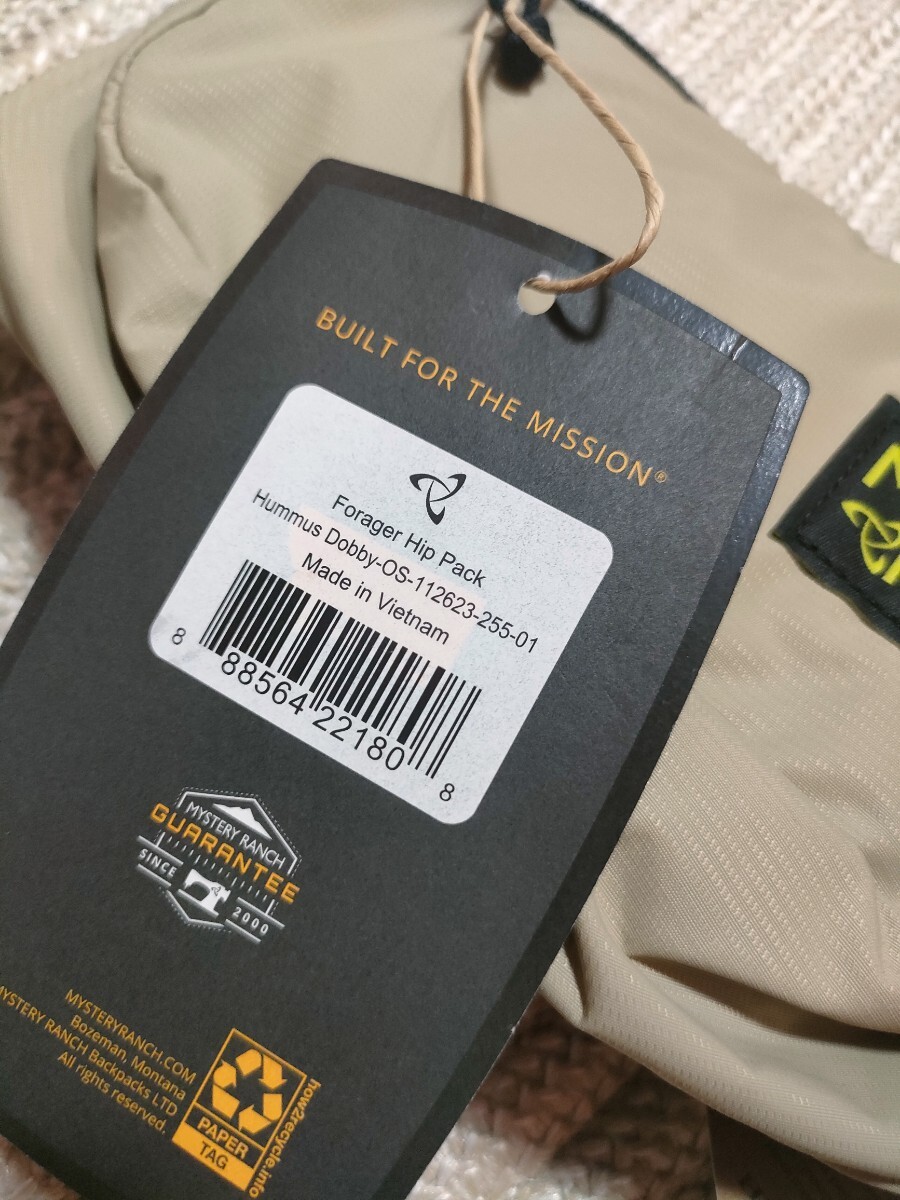 BUILT FOR THE MISSION®
Forager Hip Pack
Hummus Dobby-OS-112623-255-01
Made in Vietnam
8 88564 22180 8
MYSTERY RANCH
GUARANTEE
SINCE 2000
MYSTERYRANCH.COM
Bozeman, Montana
MYSTERY RANCH Backpacks LTD
All rights reserved.
PAPER
TAG
how2recycle.info